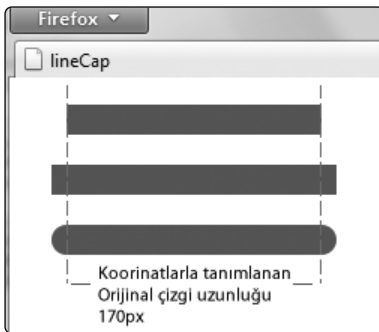 Firefox
lineCap
Koorinatlarla tanımlanan
Orijinal çizgi uzunluğu
170px